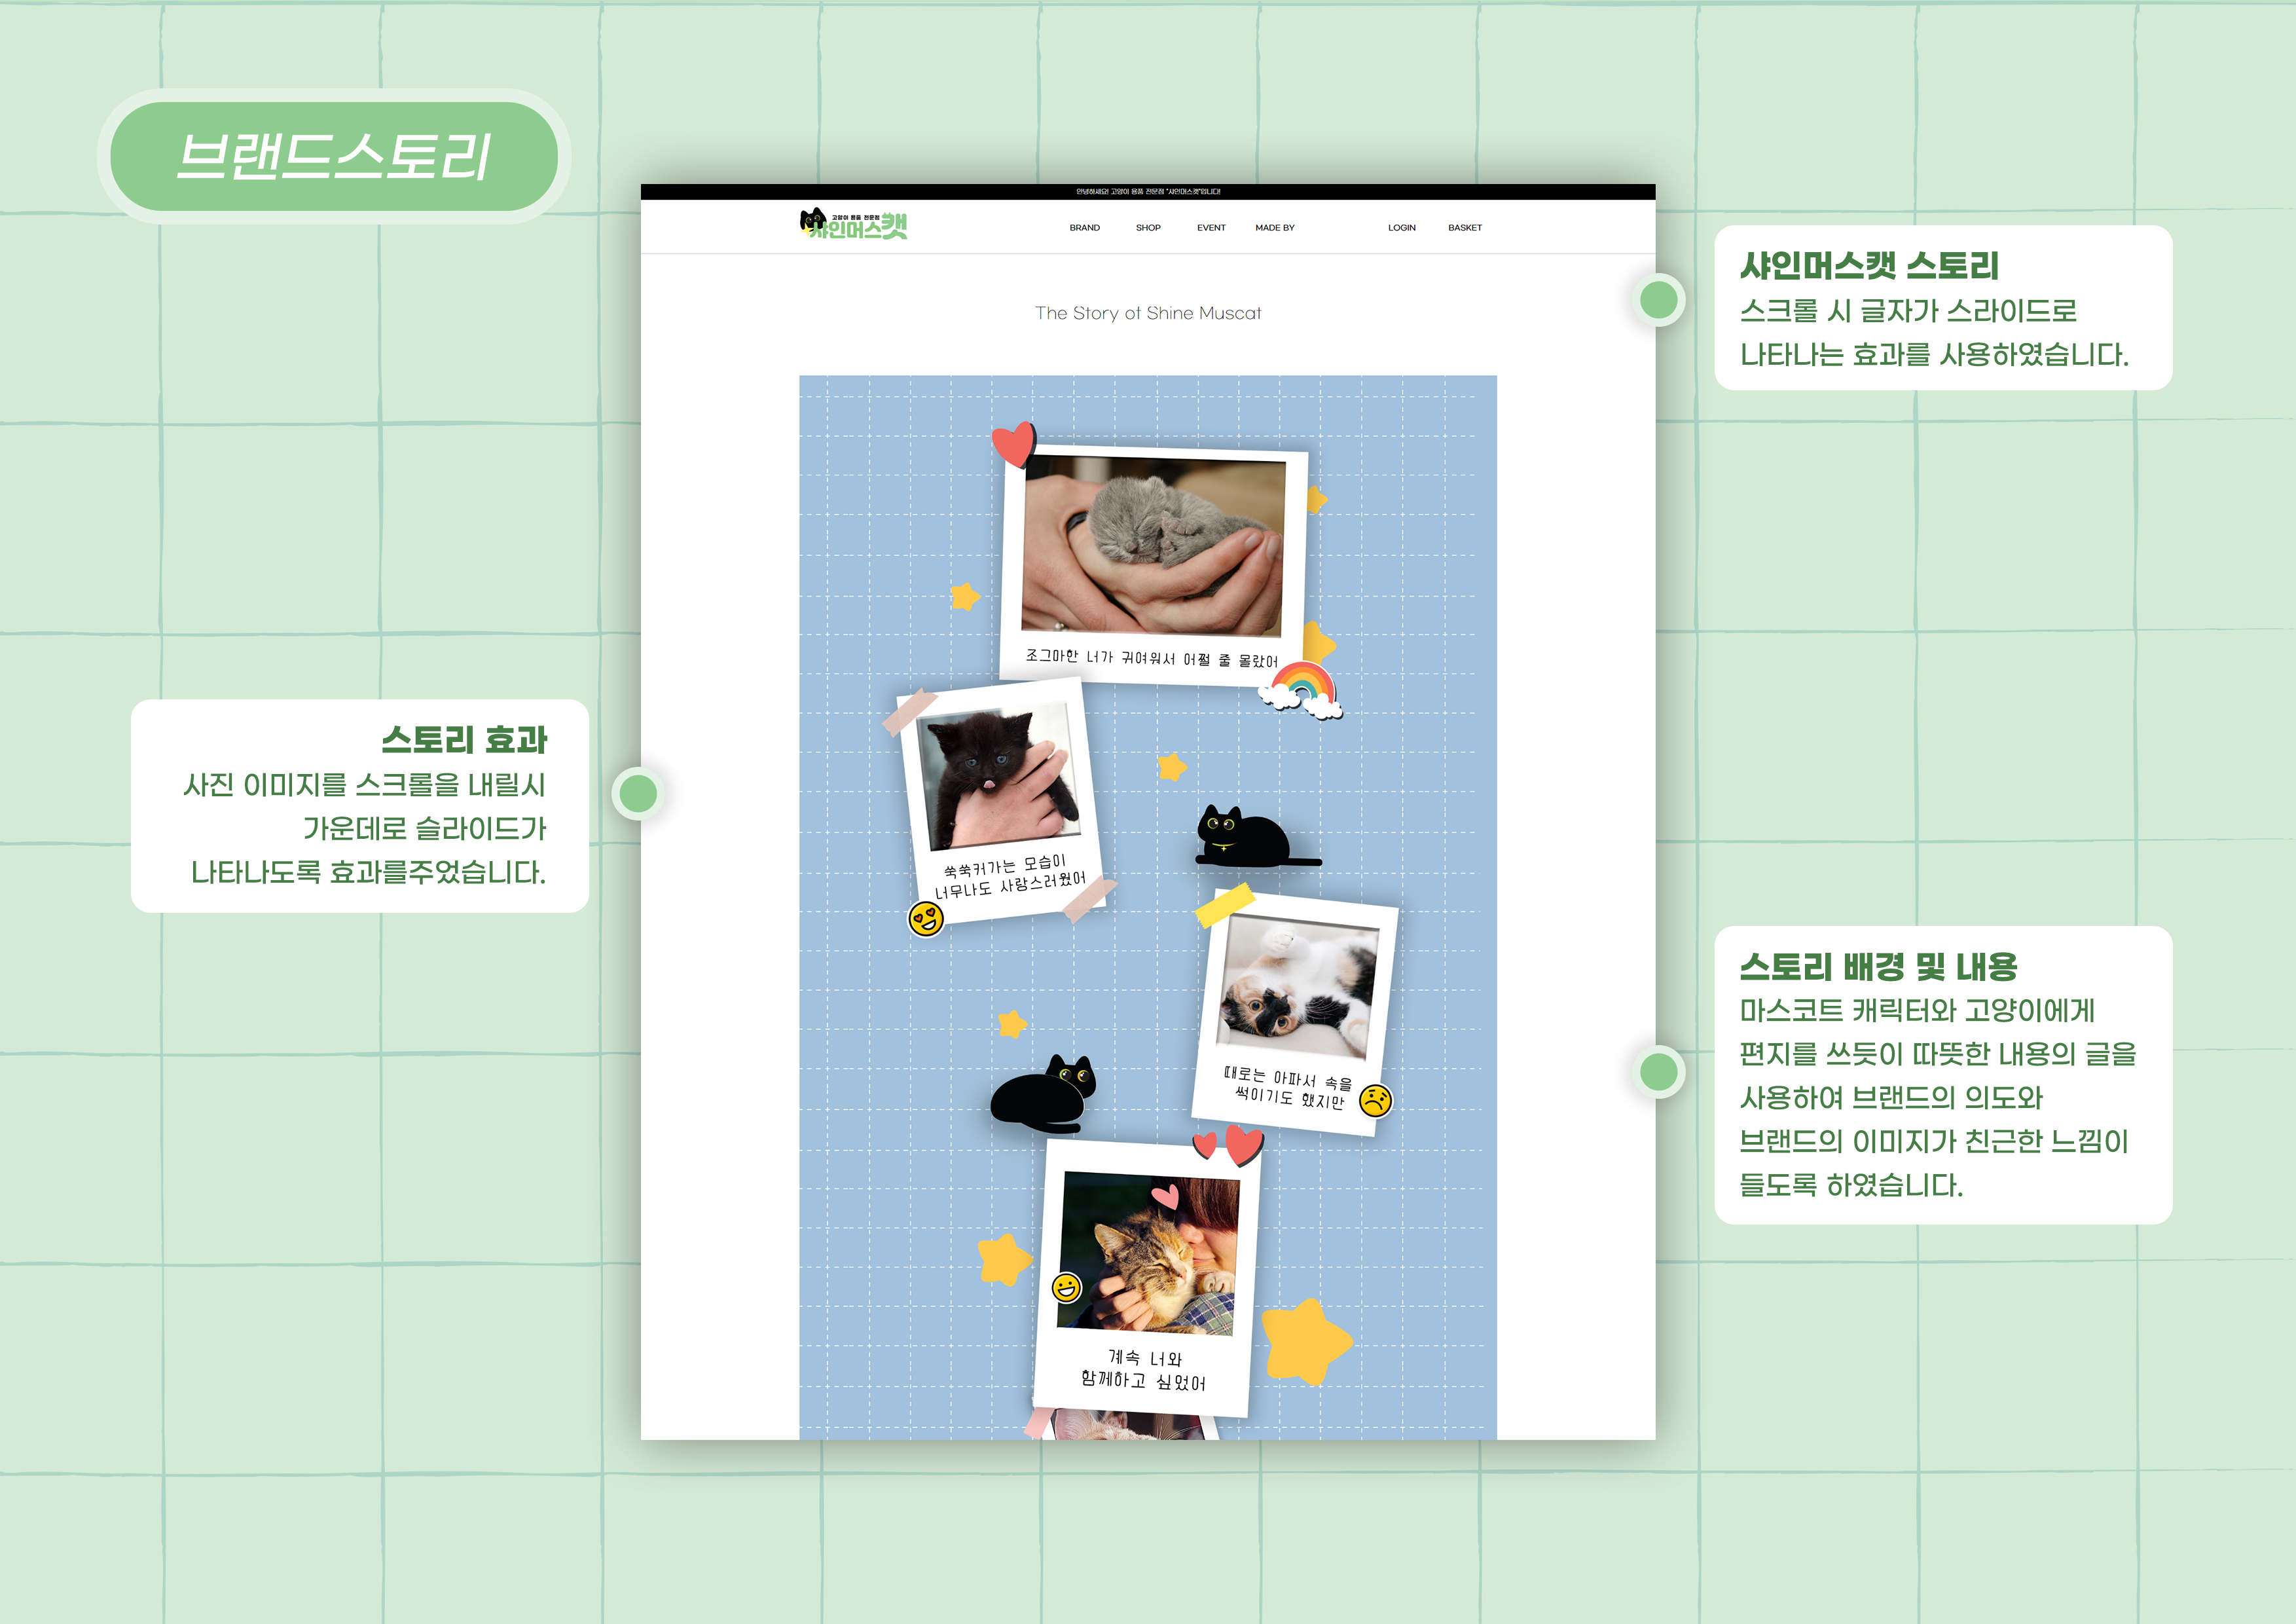 브랜드스토리
안녕하세요! 고양이 용품 전문점 "샤인머스캣"입니다!
고양이 용품 전문점
샤인머스캣
BRAND SHOP EVENT MADE BY LOGIN BASKET
The Story of Shine Muscat
샤인머스캣 스토리
스크롤 시 글자가 스라이드로
나타나는 효과를 사용하였습니다.
조그마한 너가 귀여워서 어쩔 줄 몰랐어
스토리 효과
사진 이미지를 스크롤을 내릴시
가운데로 슬라이드가
나타나도록 효과를주었습니다.
쑥쑥커가는 모습이
너무나도 사랑스러웠어
때로는 아파서 속을
썩이기도 했지만
스토리 배경 및 내용
마스코트 캐릭터와 고양이에게
편지를 쓰듯이 따뜻한 내용의 글을
사용하여 브랜드의 의도와
브랜드의 이미지가 친근한 느낌이
들도록 하였습니다.
계속 너와
함께하고 싶었어